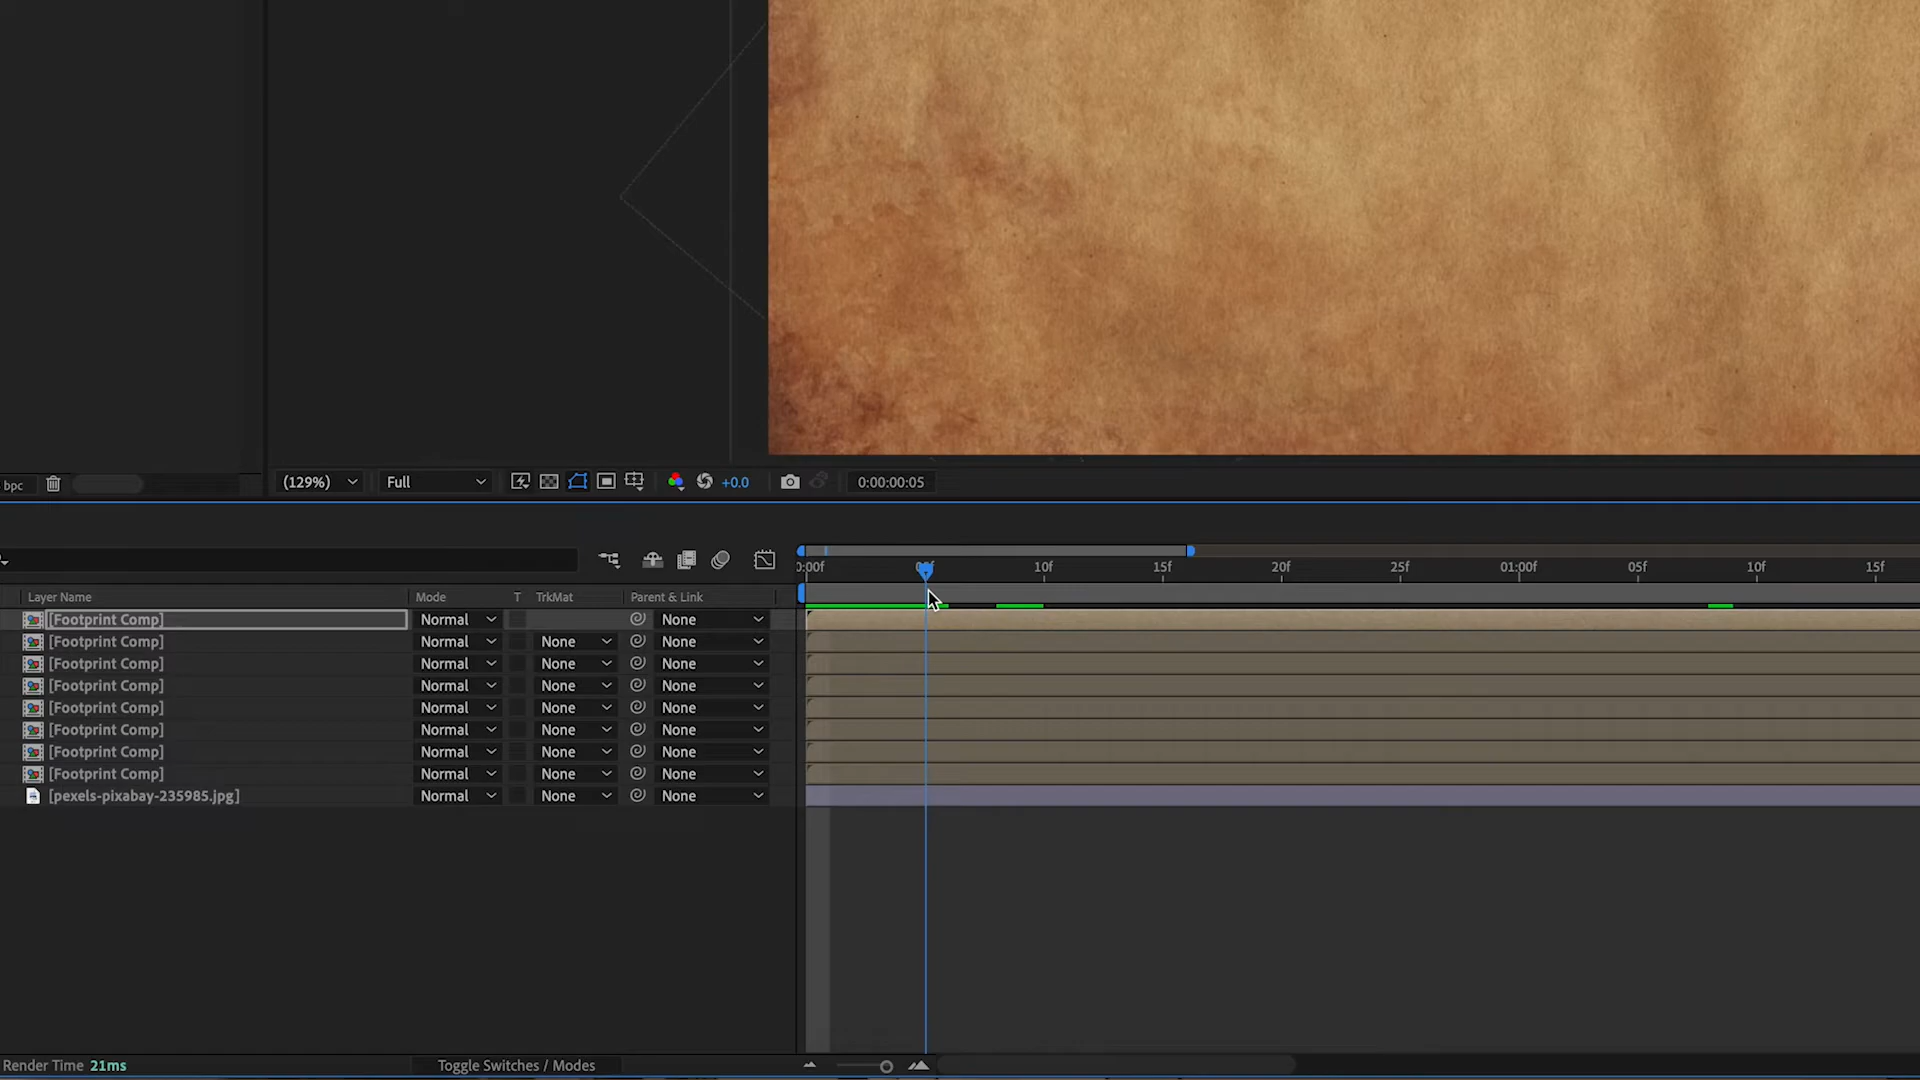 bpc (129%) Full +0.0 0:00:00:05
0:00f 10f 15f 20f 25f 01:00f 05f 10f 15f
Layer Name Mode T TrkMat Parent & Link
[Footprint Comp] Normal None
[Footprint Comp] Normal None None
[Footprint Comp] Normal None None
[Footprint Comp] Normal None None
[Footprint Comp] Normal None None
[Footprint Comp] Normal None None
[Footprint Comp] Normal None None
[Footprint Comp] Normal None None
[pexels-pixabay-235985.jpg] Normal None None
Render Time 21ms Toggle Switches / Modes